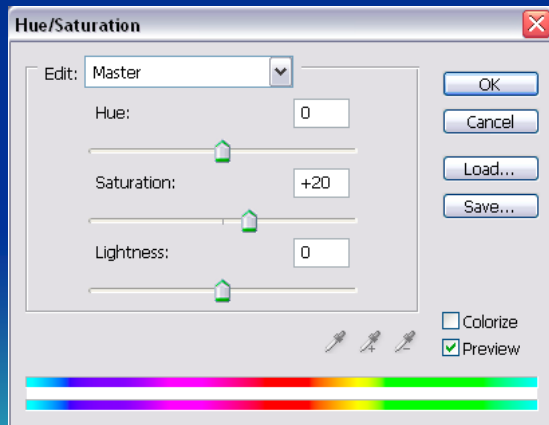 Hue/Saturation
Edit: Master
OK
Hue: 0
Cancel
Load...
Saturation: +20
Save...
Lightness: 0
Colorize
Preview